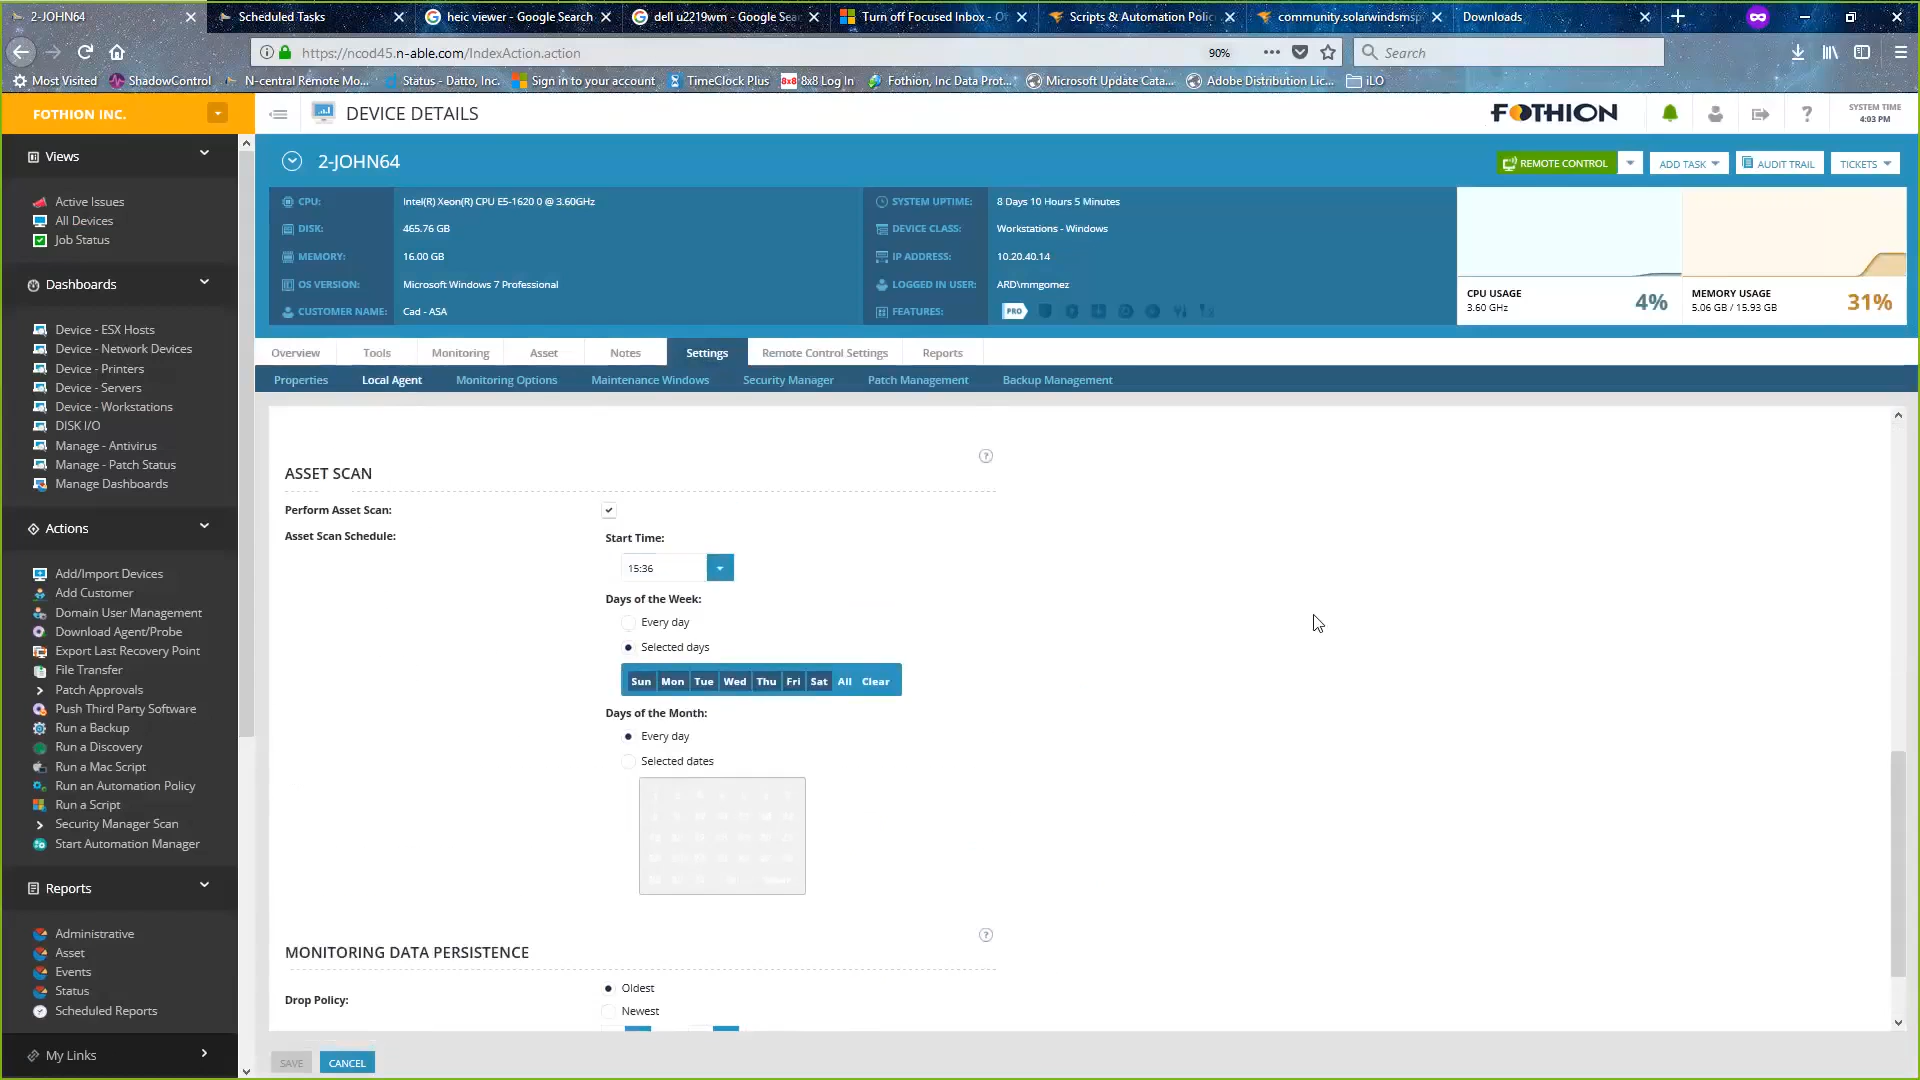 2-JOHN64
Scheduled Tasks
heic viewer - Google Search
dell u2219wm - Google Sea
Turn off Focused Inbox - O
Scripts & Automation Polic
community.solarwindsmsp
Downloads
https://ncod45.n-able.com/IndexAction.action
90%
Search
Most Visited
ShadowControl
N-central Remote Mo...
Status - Datto, Inc.
Sign in to your account
TimeClock Plus
8x8 8x8 Log In
Fothion, Inc Data Prot...
Microsoft Update Cata...
Adobe Distribution Lic...
iLO
FOTHION INC.
DEVICE DETAILS
FOTHION
?
SYSTEM TIME
4:03 PM
Views
Active Issues
All Devices
Job Status
Dashboards
Device - ESX Hosts
Device - Network Devices
Device - Printers
Device - Servers
Device - Workstations
DISK I/O
Manage - Antivirus
Manage - Patch Status
Manage Dashboards
Actions
Add/Import Devices
Add Customer
Domain User Management
Download Agent/Probe
Export Last Recovery Point
File Transfer
Patch Approvals
Push Third Party Software
Run a Backup
Run a Discovery
Run a Mac Script
Run an Automation Policy
Run a Script
Security Manager Scan
Start Automation Manager
Reports
Administrative
Asset
Events
Status
Scheduled Reports
My Links
2-JOHN64
REMOTE CONTROL
ADD TASK
AUDIT TRAIL
TICKETS
CPU:
Intel(R) Xeon(R) CPU E5-1620 0 @ 3.60GHz
DISK:
465.76 GB
MEMORY:
16.00 GB
OS VERSION:
Microsoft Windows 7 Professional
CUSTOMER NAME:
Cad - ASA
SYSTEM UPTIME:
8 Days 10 Hours 5 Minutes
DEVICE CLASS:
Workstations - Windows
IP ADDRESS:
10.20.40.14
LOGGED IN USER:
ARD\mmgomez
FEATURES:
PRO
CPU USAGE
3.60 GHz
4%
MEMORY USAGE
5.06 GB / 15.93 GB
31%
Overview
Tools
Monitoring
Asset
Notes
Settings
Remote Control Settings
Reports
Properties
Local Agent
Monitoring Options
Maintenance Windows
Security Manager
Patch Management
Backup Management
?
ASSET SCAN
Perform Asset Scan:
Asset Scan Schedule:
Start Time:
15:36
Days of the Week:
Every day
Selected days
Sun Mon Tue Wed Thu Fri Sat All Clear
Days of the Month:
Every day
Selected dates
?
MONITORING DATA PERSISTENCE
Drop Policy:
Oldest
Newest
SAVE
CANCEL